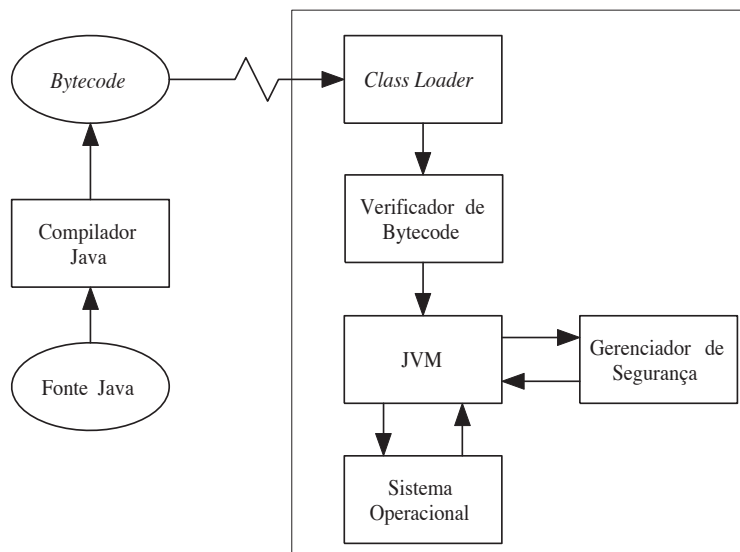 Bytecode
Class Loader
Verificador de
Bytecode
Compilador
Java
JVM
Gerenciador de
Segurança
Fonte Java
Sistema
Operacional